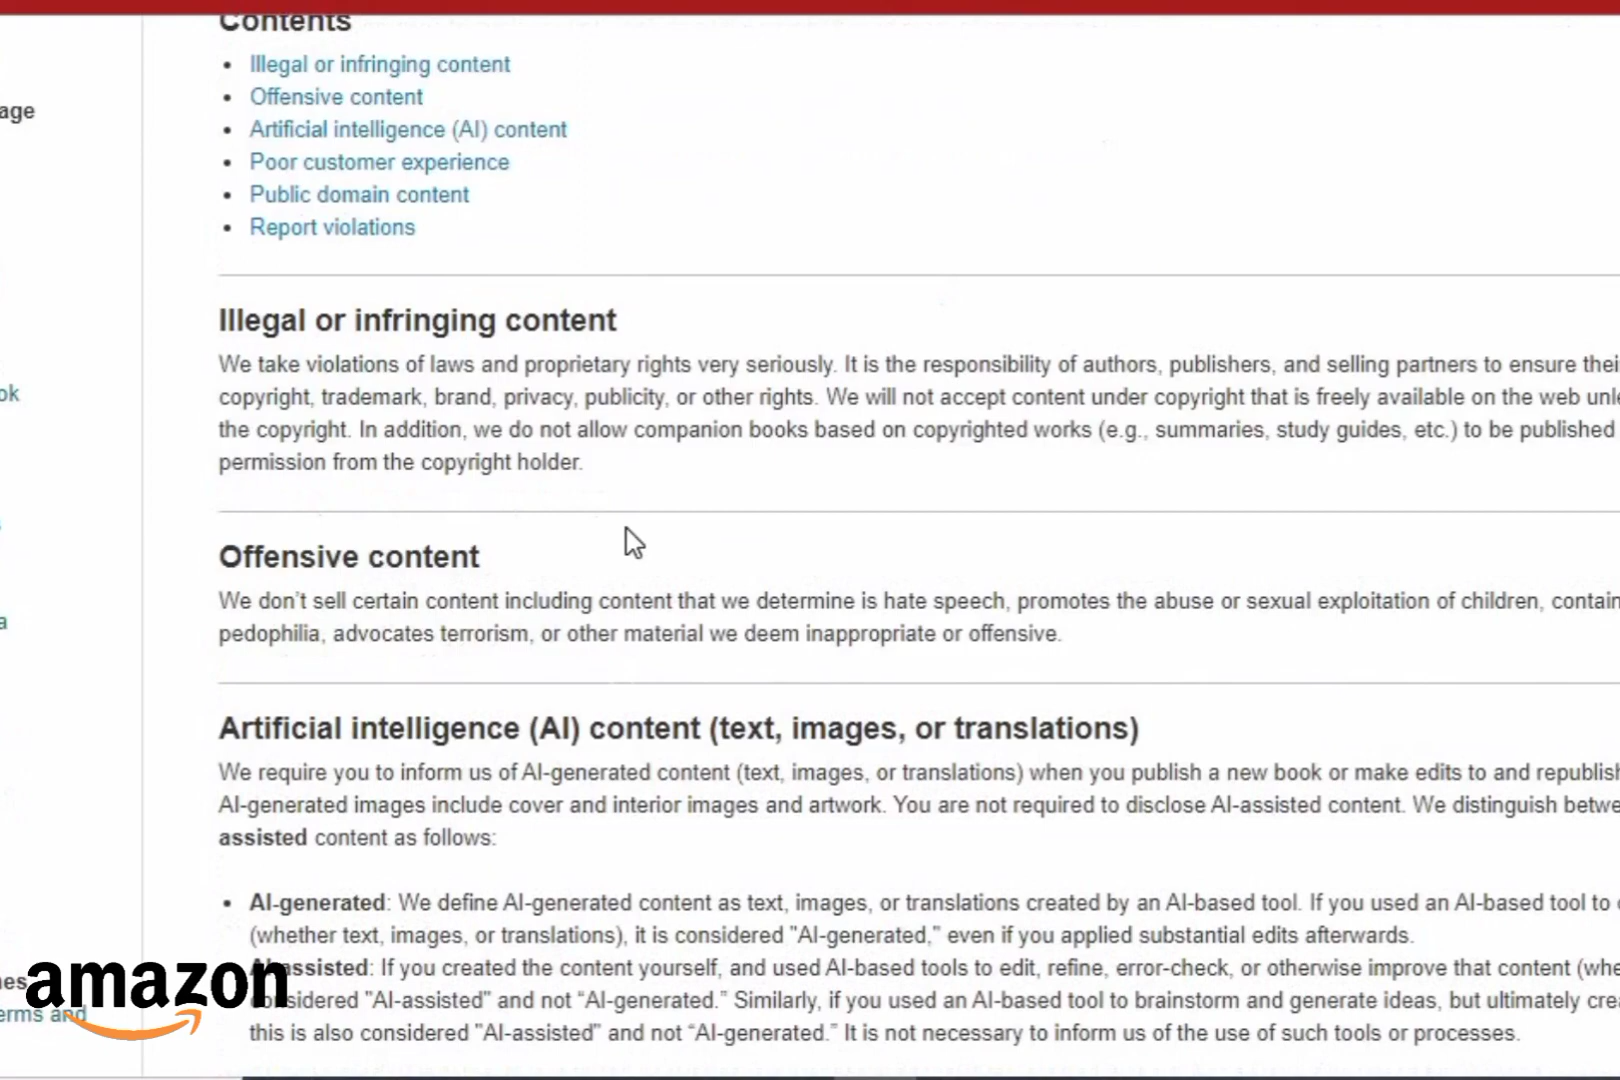 Contents
Illegal or infringing content
Offensive content
Artificial intelligence (AI) content
age
Poor customer experience
Public domain content
Report violations
Illegal or infringing content
We take violations of laws and proprietary rights very seriously. It is the responsibility of authors, publishers, and selling partners to ensure thei
ok
copyright, trademark, brand, privacy, publicity, or other rights. We will not accept content under copyright that is freely available on the web unle
the copyright. In addition, we do not allow companion books based on copyrighted works (e.g., summaries, study guides, etc.) to be published
permission from the copyright holder.
Offensive content
We don't sell certain content including content that we determine is hate speech, promotes the abuse or sexual exploitation of children, contain
a
pedophilia, advocates terrorism, or other material we deem inappropriate or offensive.
Artificial intelligence (AI) content (text, images, or translations)
We require you to inform us of AI-generated content (text, images, or translations) when you publish a new book or make edits to and republish
AI-generated images include cover and interior images and artwork. You are not required to disclose AI-assisted content. We distinguish betwe
assisted content as follows:
AI-generated: We define AI-generated content as text, images, or translations created by an AI-based tool. If you used an AI-based tool to
(whether text, images, or translations), it is considered "AI-generated," even if you applied substantial edits afterwards.
assisted: If you created the content yourself, and used AI-based tools to edit, refine, error-check, or otherwise improve that content (whe
nes
amazon
onsidered "AI-assisted" and not “AI-generated.” Similarly, if you used an AI-based tool to brainstorm and generate ideas, but ultimately crea
erms and
this is also considered "AI-assisted” and not “AI-generated.” It is not necessary to inform us of the use of such tools or processes.